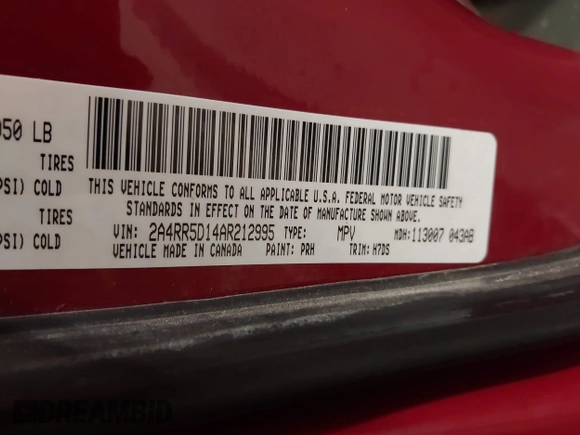 950 LB
TIRES
PSI) COLD
TIRES
PSI) COLD
THIS VEHICLE CONFORMS TO ALL APPLICABLE U.S.A. FEDERAL MOTOR VEHICLE SAFETY
STANDARDS IN EFFECT ON THE DATE OF MANUFACTURE SHOWN ABOVE.
VIN: 2A4RR5D14AR212995 TYPE: MPV MDH: 113007 043AB
VEHICLE MADE IN CANADA PAINT: PRH TRIM: H7DS
DREAMBID